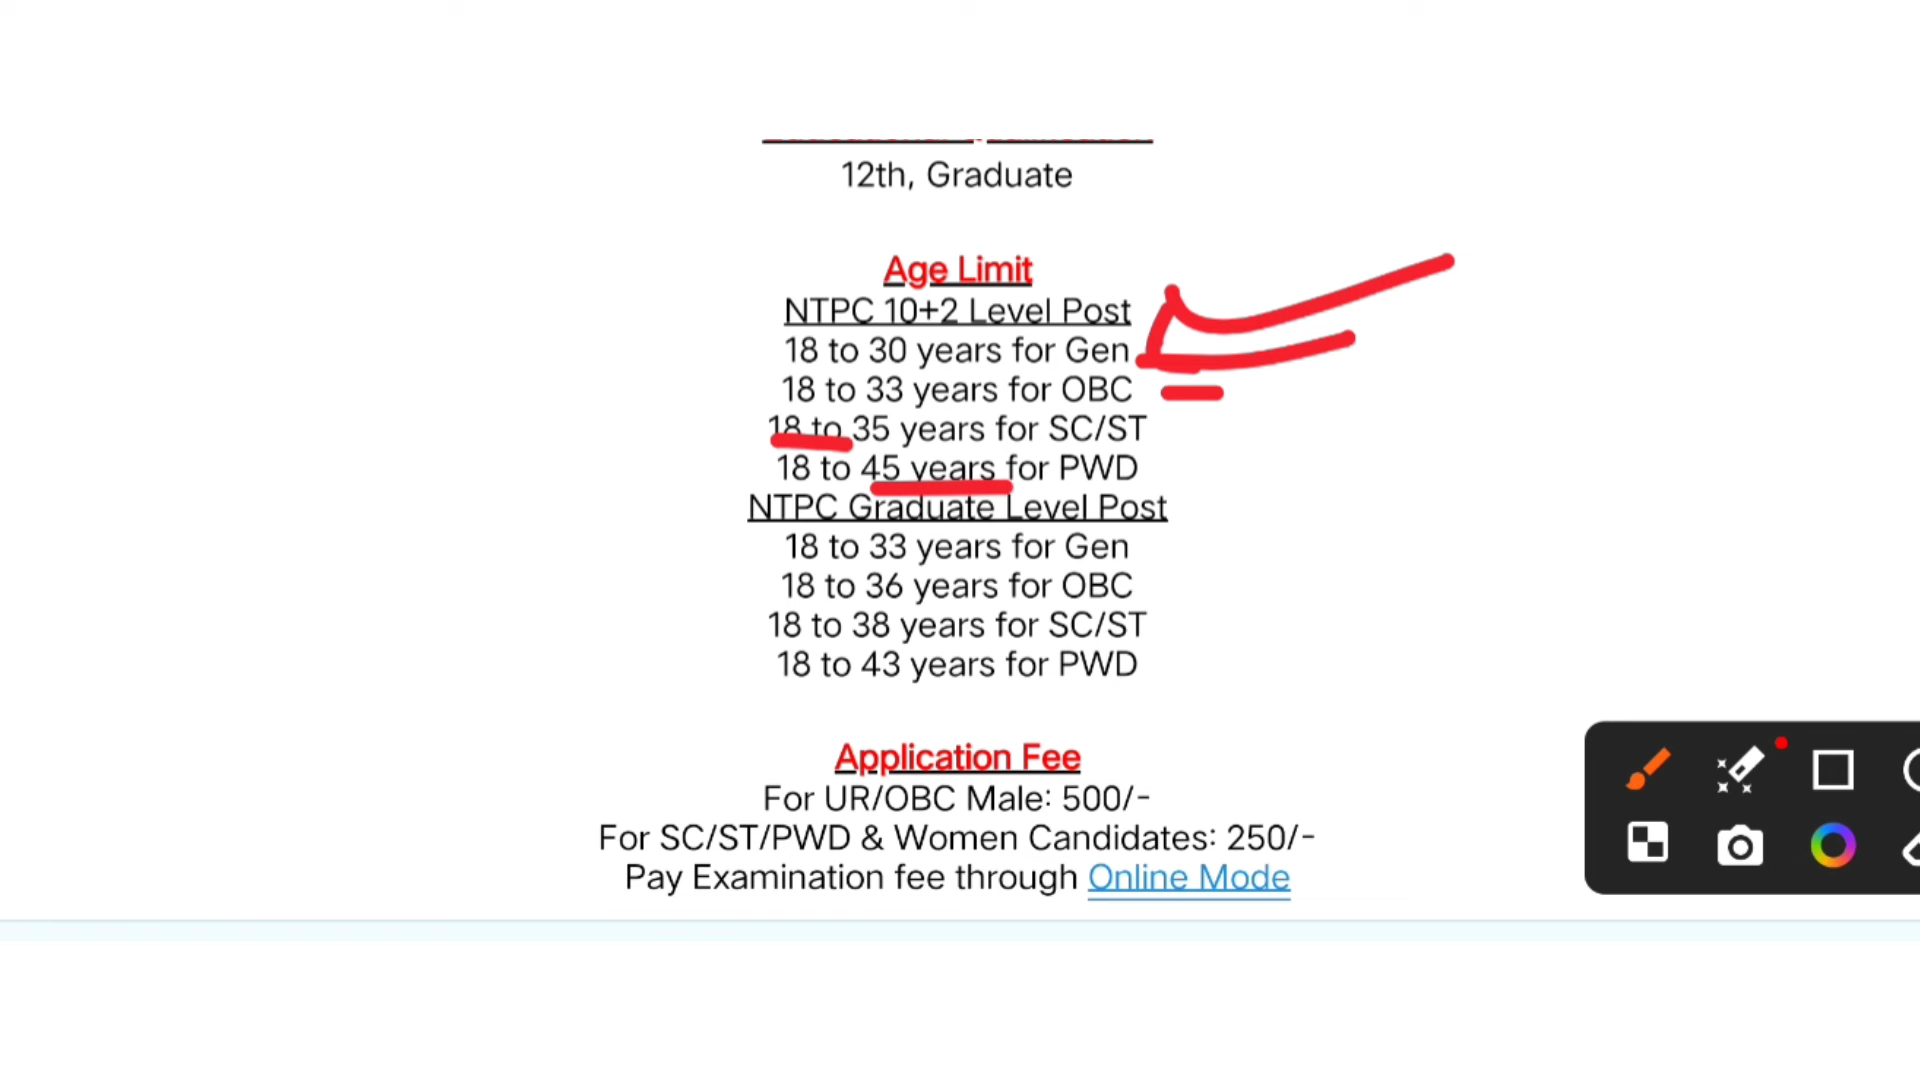 12th, Graduate
Age Limit
NTPC 10+2 Level Post
18 to 30 years for Gen
18 to 33 years for OBC
18 to 35 years for SC/ST
18 to 45 years for PWD
NTPC Graduate Level Post
18 to 33 years for Gen
18 to 36 years for OBC
18 to 38 years for SC/ST
18 to 43 years for PWD
Application Fee
For UR/OBC Male: 500/-
For SC/ST/PWD & Women Candidates: 250/-
Pay Examination fee through Online Mode